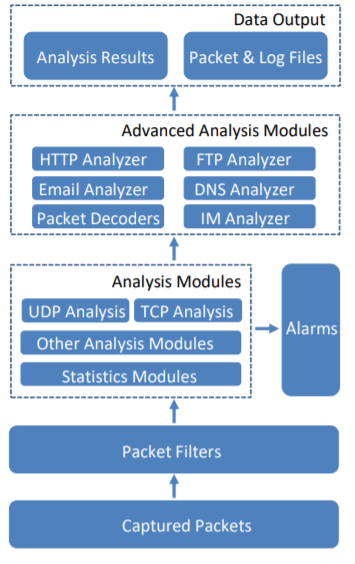 Data Output
Analysis Results
Packet & Log Files
Advanced Analysis Modules
HTTP Analyzer
FTP Analyzer
Email Analyzer
DNS Analyzer
Packet Decoders
IM Analyzer
Analysis Modules
UDP Analysis
TCP Analysis
Other Analysis Modules
Statistics Modules
Alarms
Packet Filters
Captured Packets